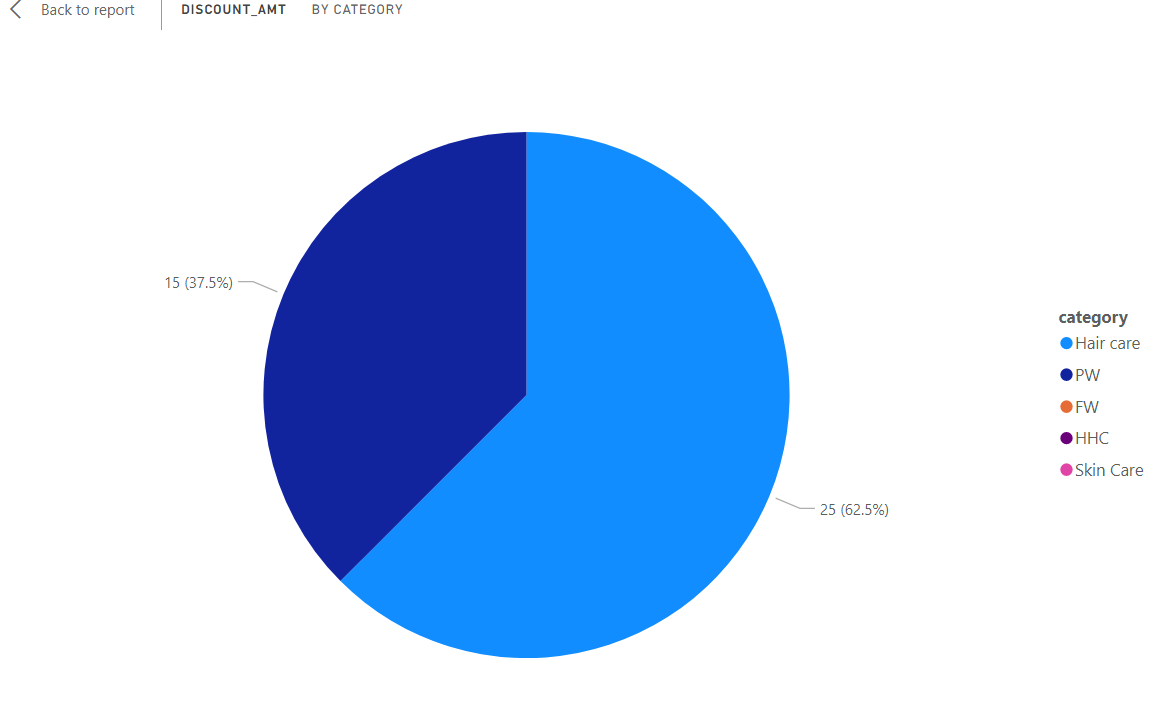 Back to report
DISCOUNT_AMT BY CATEGORY
15 (37.5%)
25 (62.5%)
category
Hair care
PW
FW
HHC
Skin Care